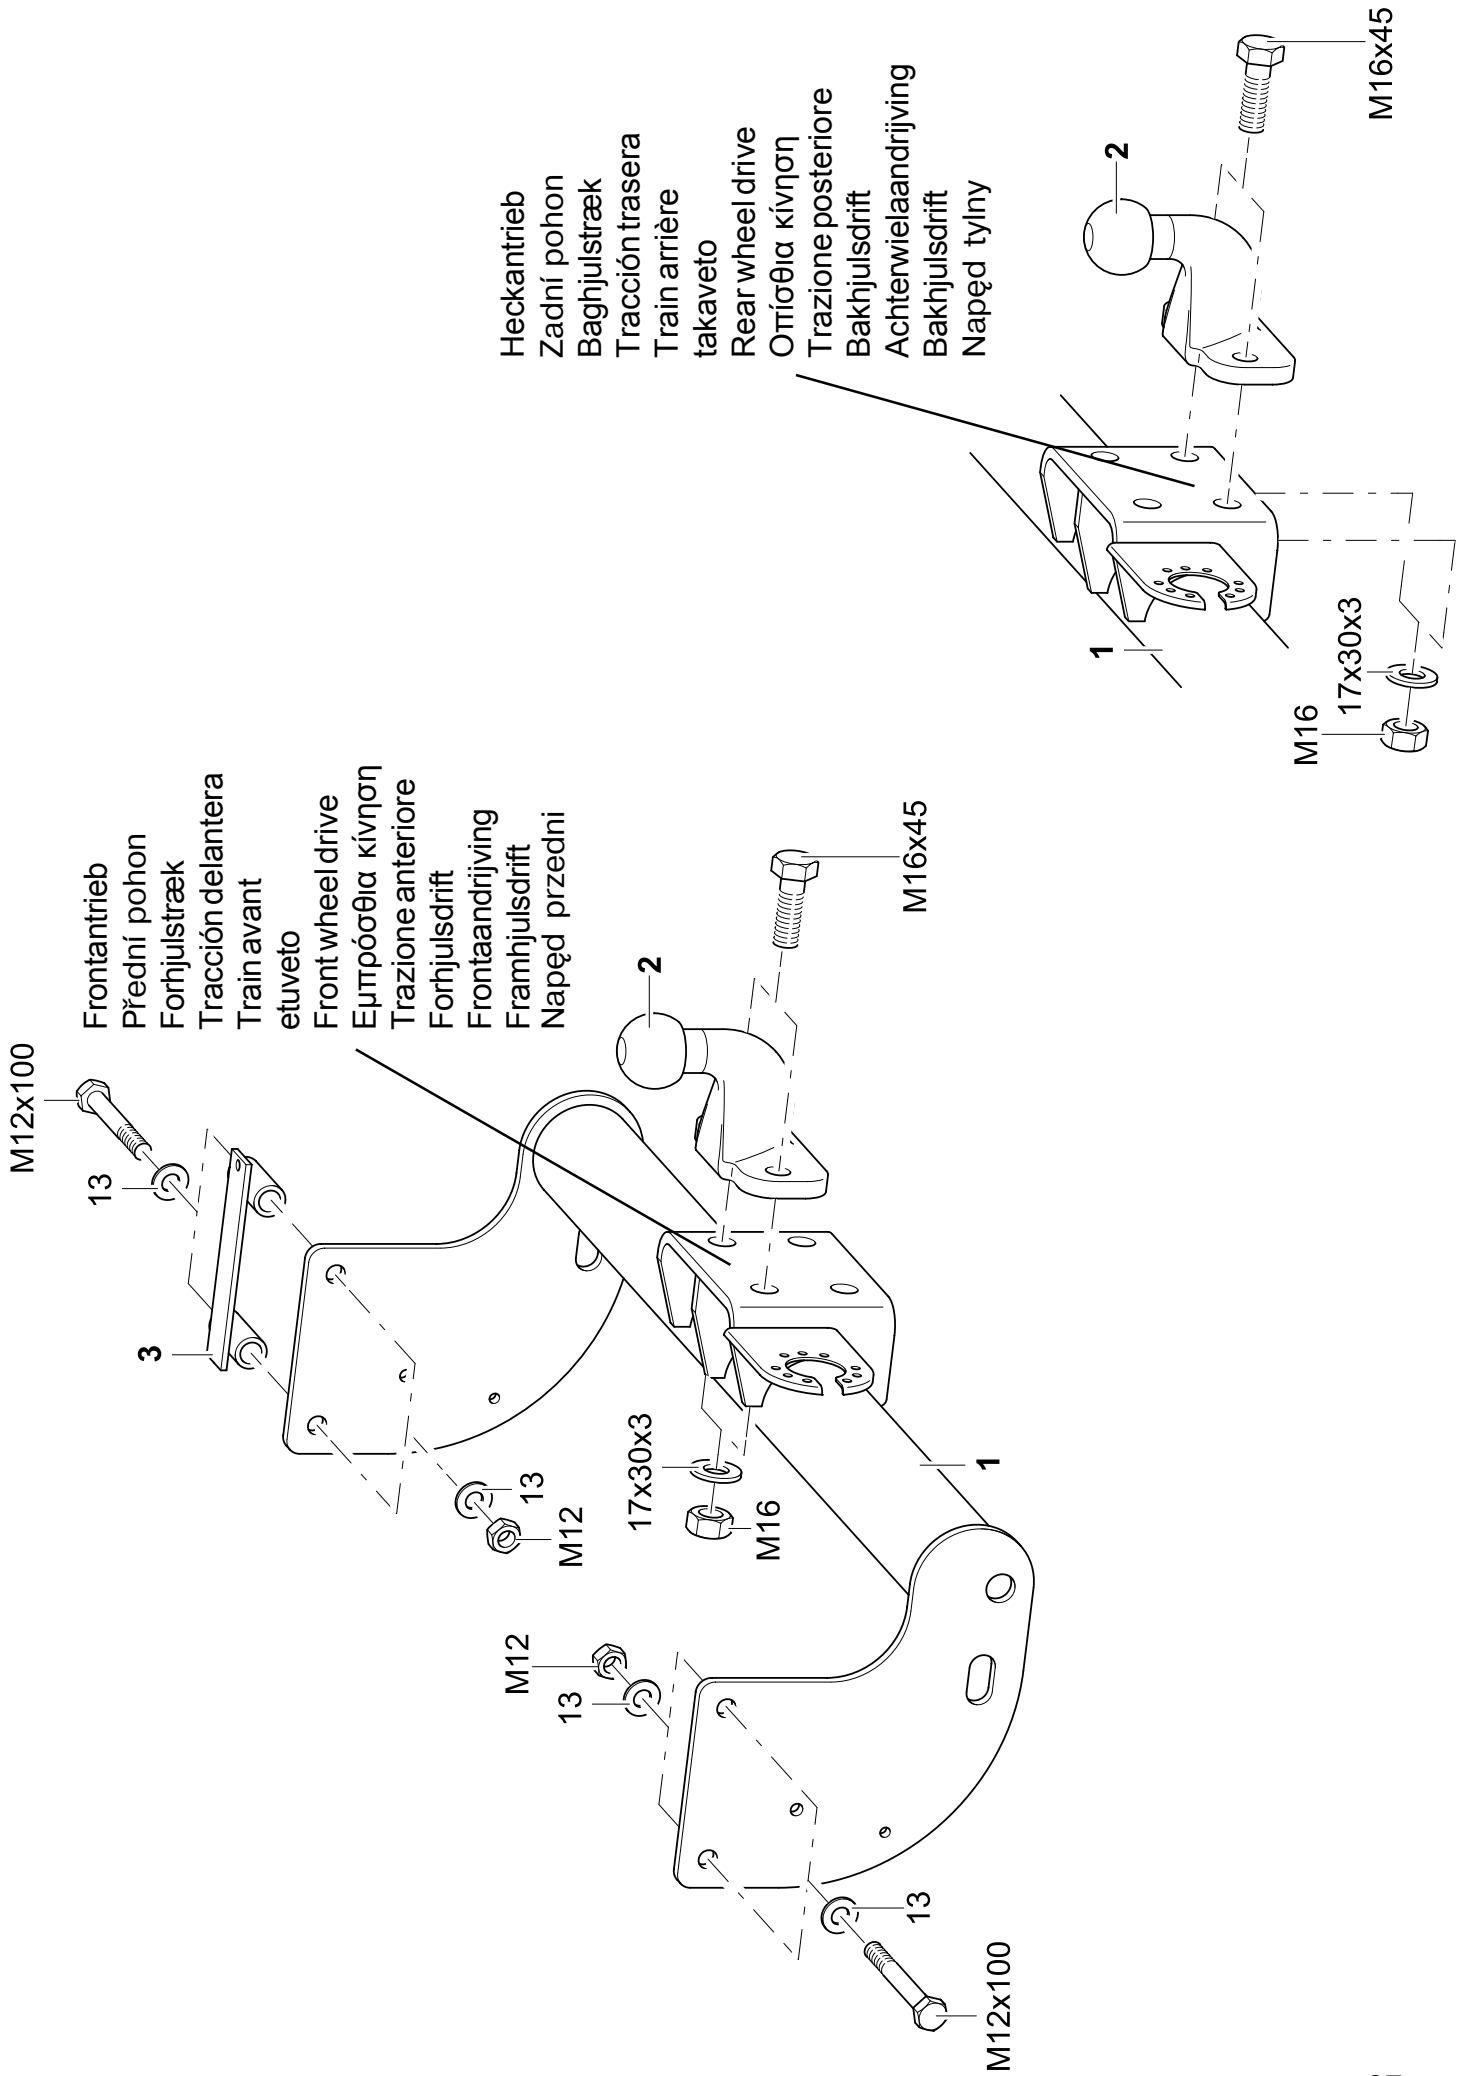 M12x100
13
3
Frontantrieb
Přední pohon
Forhjulstræk
Tracción delantera
Train avant
etuveto
Front wheel drive
Εμπρόσθια κίνηση
Trazione anteriore
Forhjulsdrift
Frontaandrijving
Framhjulsdrift
Napęd przedni
2
M16x45
13
M12
17x30x3
M16
1
M12
13
13
M12x100
Heckantrieb
Zadní pohon
Baghjulstræk
Tracción trasera
Train arrière
takaveto
Rear wheel drive
Οπίσθια κίνηση
Trazione posteriore
Bakhjulsdrift
Achterwielaandrijving
Bakhjulsdrift
Napęd tylny
2
M16x45
1
17x30x3
M16